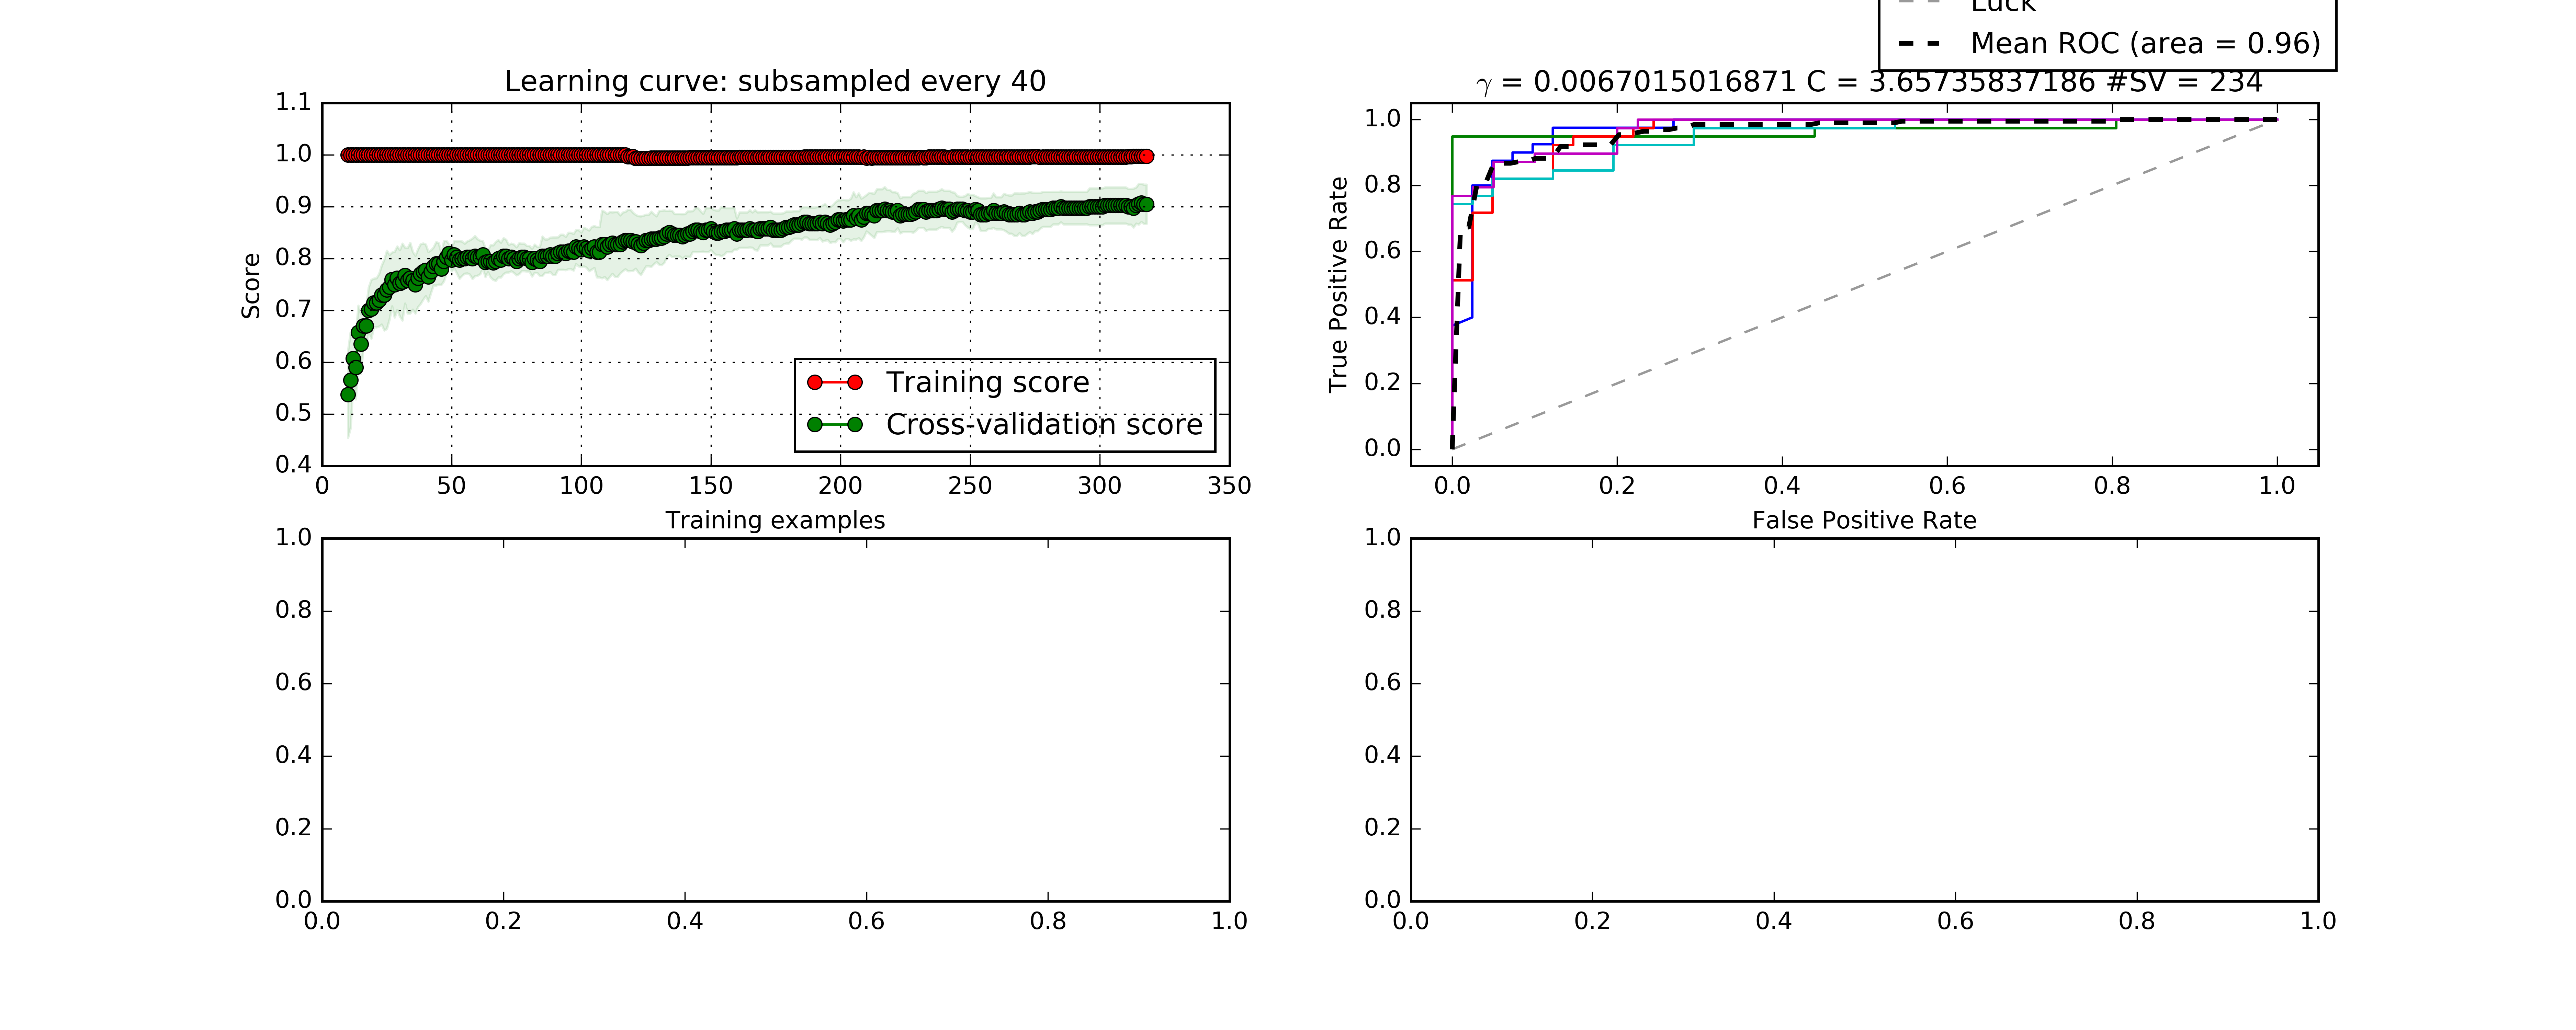 Luck
Mean ROC (area = 0.96)
Learning curve: subsampled every 40
1.1
1.0
0.9
0.8
0.7
0.6
0.5
0.4
Score
Training score
Cross-validation score
0 50 100 150 200 250 300 350
Training examples
γ = 0.0067015016871 C = 3.65735837186 #SV = 234
1.0
0.8
0.6
0.4
0.2
0.0
True Positive Rate
0.0 0.2 0.4 0.6 0.8 1.0
False Positive Rate
1.0
0.8
0.6
0.4
0.2
0.0
0.0 0.2 0.4 0.6 0.8 1.0
1.0
0.8
0.6
0.4
0.2
0.0
0.0 0.2 0.4 0.6 0.8 1.0